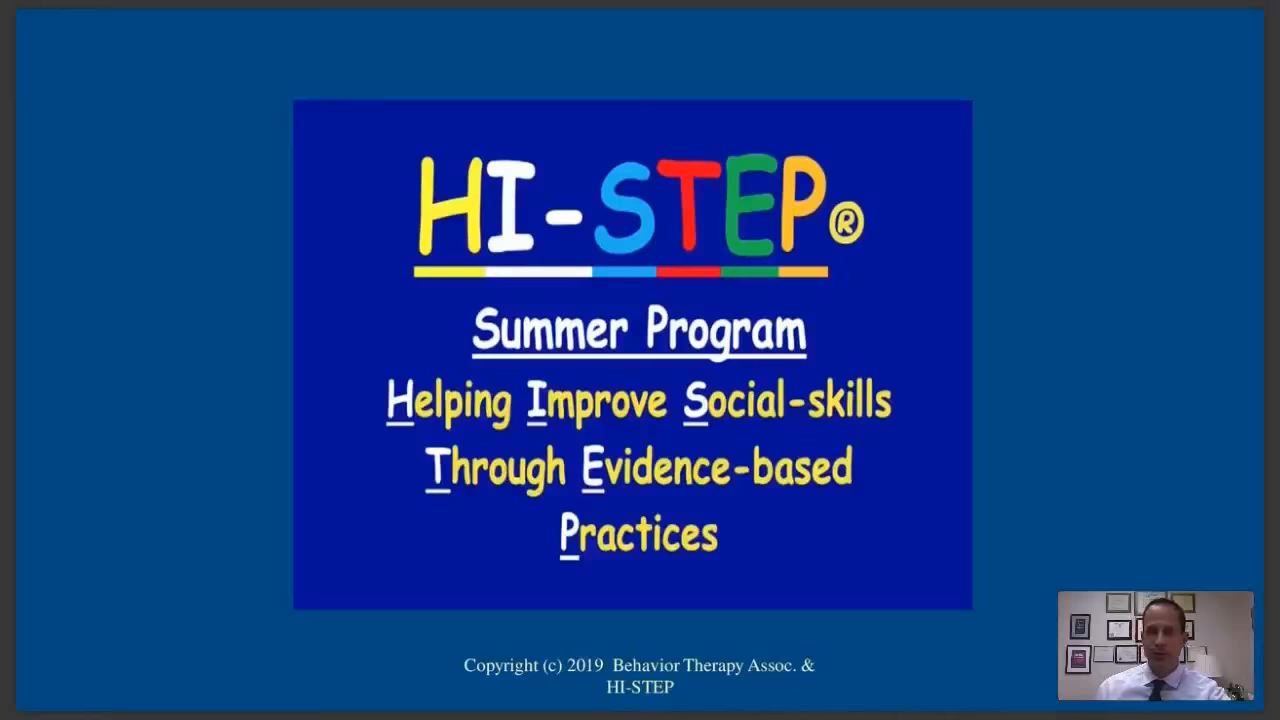 HI-STEP®
Summer Program
Helping Improve Social-skills
Through Evidence-based
Practices
Copyright (c) 2019 Behavior Therapy Assoc. &
HI-STEP